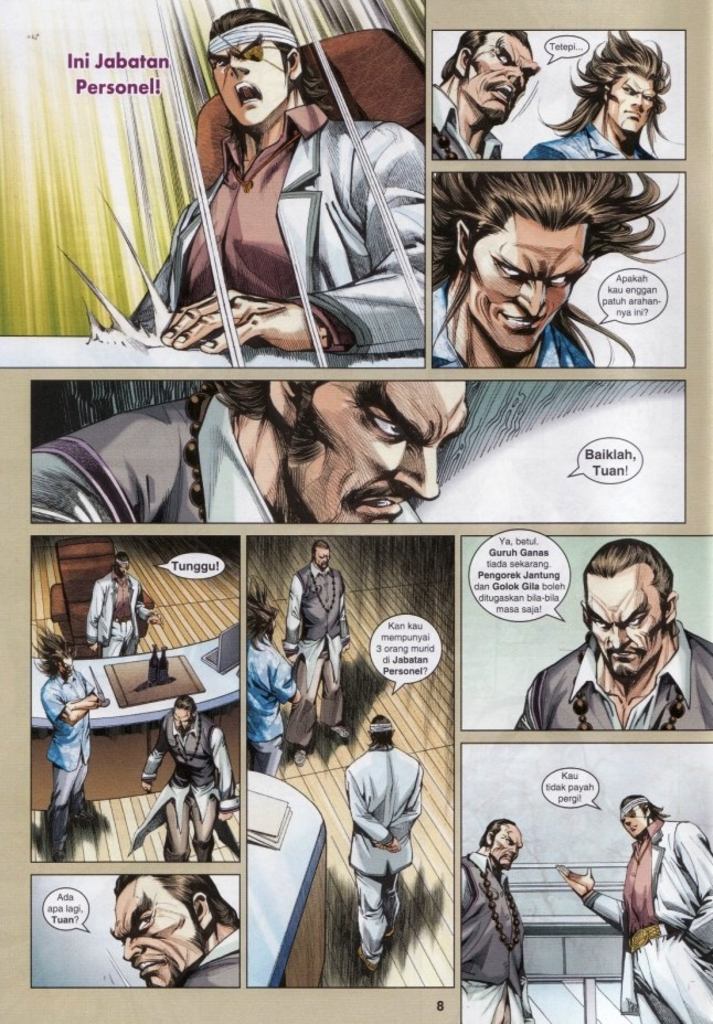 Ini Jabatan
Personel!
Tetepi...
Apakah
kau enggan
patuh arahan-
nya ini?
Baiklah,
Tuan!
Tunggu!
Ada
apa lagi,
Tuan?
Kan kau
mempunyai
3 orang murid
di Jabatan
Personel?
Ya, betul.
Guruh Ganas
tiada sekarang.
Pengorek Jantung
dan Golok Gila boleh
ditugaskan bila-bila
masa saja!
Kau
tidak payah
pergi!
8